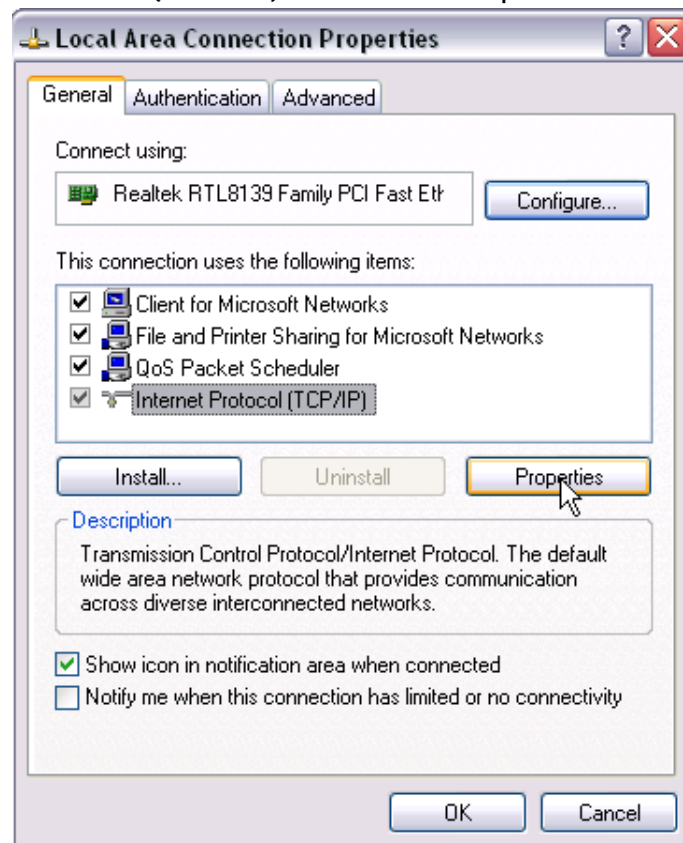 Local Area Connection Properties
General Authentication Advanced
Connect using:
Realtek RTL8139 Family PCI Fast Eth
Configure...
This connection uses the following items:
Client for Microsoft Networks
File and Printer Sharing for Microsoft Networks
QoS Packet Scheduler
Internet Protocol (TCP/IP)
Install... Uninstall Properties
Description
Transmission Control Protocol/Internet Protocol. The default
wide area network protocol that provides communication
across diverse interconnected networks.
Show icon in notification area when connected
Notify me when this connection has limited or no connectivity
OK Cancel